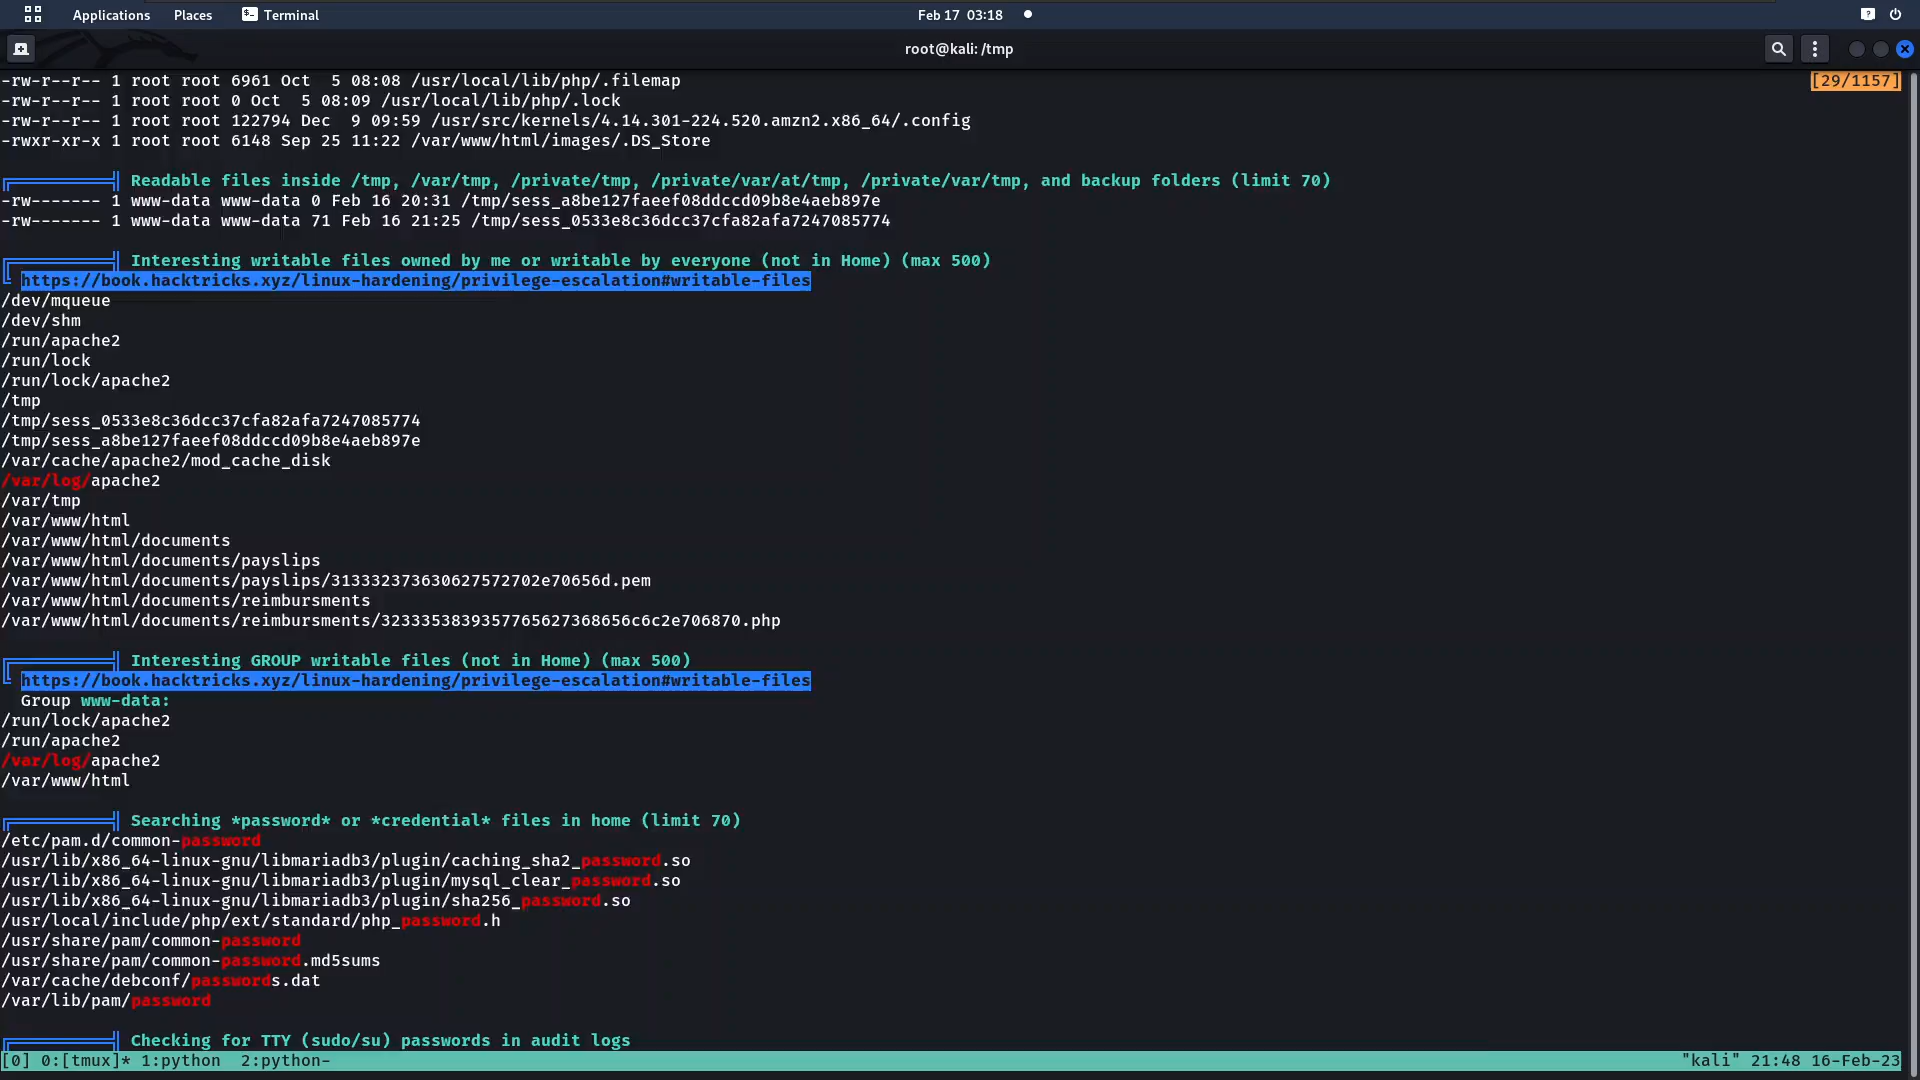 Applications Places Terminal Feb 17 03:18
root@kali: /tmp
-rw-r--r-- 1 root root 6961 Oct  5 08:08 /usr/local/lib/php/.filemap [29/1157]
-rw-r--r-- 1 root root 0 Oct  5 08:09 /usr/local/lib/php/.lock
-rw-r--r-- 1 root root 122794 Dec  9 09:59 /usr/src/kernels/4.14.301-224.520.amzn2.x86_64/.config
-rwxr-xr-x 1 root root 6148 Sep 25 11:22 /var/www/html/images/.DS_Store
Readable files inside /tmp, /var/tmp, /private/tmp, /private/var/at/tmp, /private/var/tmp, and backup folders (limit 70)
-rw------- 1 www-data www-data 0 Feb 16 20:31 /tmp/sess_a8be127faeef08ddccd09b8e4aeb897e
-rw------- 1 www-data www-data 71 Feb 16 21:25 /tmp/sess_0533e8c36dcc37cfa82afa7247085774
Interesting writable files owned by me or writable by everyone (not in Home) (max 500)
https://book.hacktricks.xyz/linux-hardening/privilege-escalation#writable-files
/dev/mqueue
/dev/shm
/run/apache2
/run/lock
/run/lock/apache2
/tmp
/tmp/sess_0533e8c36dcc37cfa82afa7247085774
/tmp/sess_a8be127faeef08ddccd09b8e4aeb897e
/var/cache/apache2/mod_cache_disk
/var/log/apache2
/var/tmp
/var/www/html
/var/www/html/documents
/var/www/html/documents/payslips
/var/www/html/documents/payslips/313332373630627572702e70656d.pem
/var/www/html/documents/reimbursments
/var/www/html/documents/reimbursments/3233353839357765627368656c6c2e706870.php
Interesting GROUP writable files (not in Home) (max 500)
https://book.hacktricks.xyz/linux-hardening/privilege-escalation#writable-files
Group www-data:
/run/lock/apache2
/run/apache2
/var/log/apache2
/var/www/html
Searching *password* or *credential* files in home (limit 70)
/etc/pam.d/common-password
/usr/lib/x86_64-linux-gnu/libmariadb3/plugin/caching_sha2_password.so
/usr/lib/x86_64-linux-gnu/libmariadb3/plugin/mysql_clear_password.so
/usr/lib/x86_64-linux-gnu/libmariadb3/plugin/sha256_password.so
/usr/local/include/php/ext/standard/php_password.h
/usr/share/pam/common-password
/usr/share/pam/common-password.md5sums
/var/cache/debconf/passwords.dat
/var/lib/pam/password
Checking for TTY (sudo/su) passwords in audit logs
[0] 0:[tmux]* 1:python  2:python- "kali" 21:48 16-Feb-23